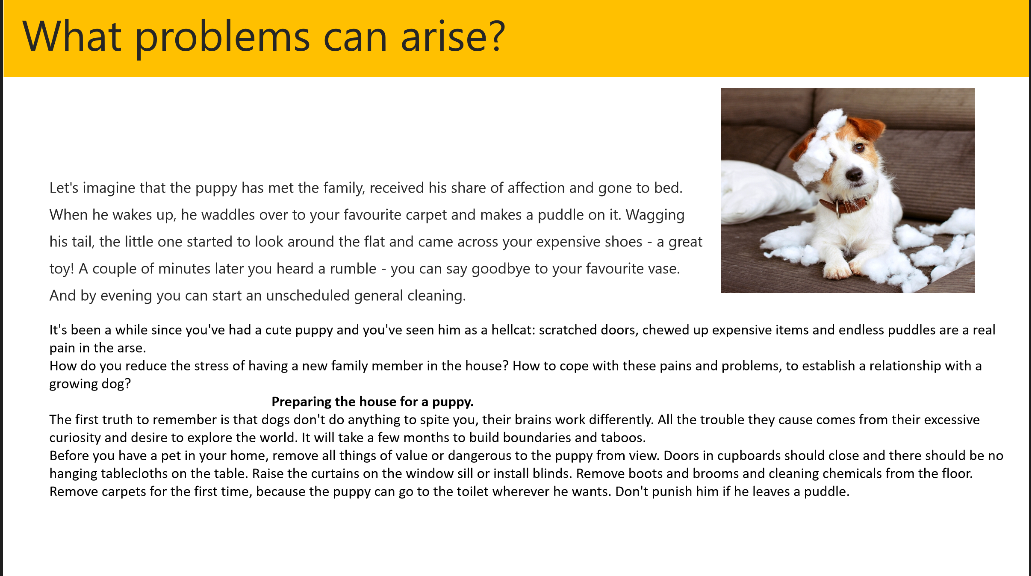 What problems can arise?
Let's imagine that the puppy has met the family, received his share of affection and gone to bed.
When he wakes up, he waddles over to your favourite carpet and makes a puddle on it. Wagging
his tail, the little one started to look around the flat and came across your expensive shoes - a great
toy! A couple of minutes later you heard a rumble - you can say goodbye to your favourite vase.
And by evening you can start an unscheduled general cleaning.
It's been a while since you've had a cute puppy and you've seen him as a hellcat: scratched doors, chewed up expensive items and endless puddles are a real
pain in the arse.
How do you reduce the stress of having a new family member in the house? How to cope with these pains and problems, to establish a relationship with a
growing dog?
Preparing the house for a puppy.
The first truth to remember is that dogs don't do anything to spite you, their brains work differently. All the trouble they cause comes from their excessive
curiosity and desire to explore the world. It will take a few months to build boundaries and taboos.
Before you have a pet in your home, remove all things of value or dangerous to the puppy from view. Doors in cupboards should close and there should be no
hanging tablecloths on the table. Raise the curtains on the window sill or install blinds. Remove boots and brooms and cleaning chemicals from the floor.
Remove carpets for the first time, because the puppy can go to the toilet wherever he wants. Don't punish him if he leaves a puddle.